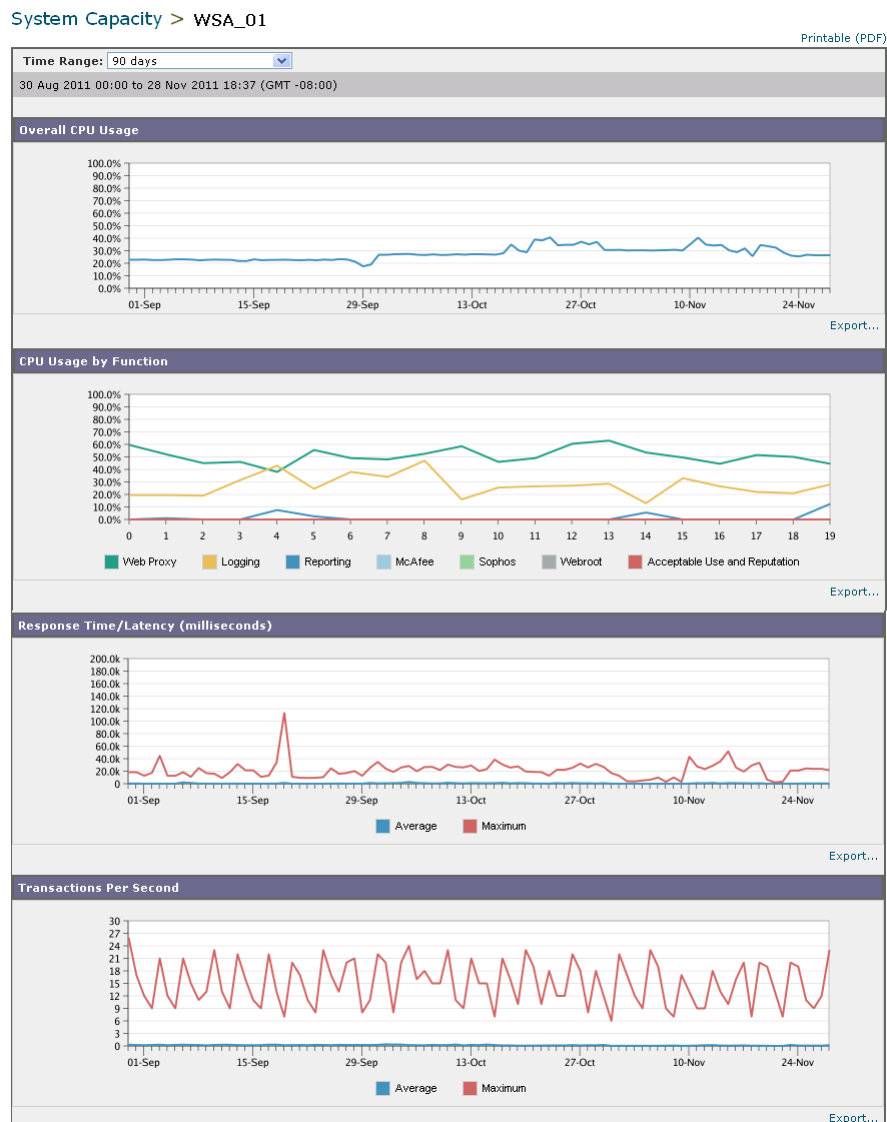 System Capacity > WSA_01
Printable (PDF)
Time Range: 90 days
30 Aug 2011 00:00 to 28 Nov 2011 18:37 (GMT -08:00)
Overall CPU Usage
100.0%
90.0%
80.0%
70.0%
60.0%
50.0%
40.0%
30.0%
20.0%
10.0%
0.0%
01-Sep 15-Sep 29-Sep 13-Oct 27-Oct 10-Nov 24-Nov
Export...
CPU Usage by Function
100.0%
90.0%
80.0%
70.0%
60.0%
50.0%
40.0%
30.0%
20.0%
10.0%
0.0%
0 1 2 3 4 5 6 7 8 9 10 11 12 13 14 15 16 17 18 19
Web Proxy Logging Reporting McAfee Sophos Webroot Acceptable Use and Reputation
Export...
Response Time/Latency (milliseconds)
200.0k
180.0k
160.0k
140.0k
120.0k
100.0k
80.0k
60.0k
40.0k
20.0k
0
01-Sep 15-Sep 29-Sep 13-Oct 27-Oct 10-Nov 24-Nov
Average Maximum
Export...
Transactions Per Second
30
27
24
21
18
15
12
9
6
3
0
01-Sep 15-Sep 29-Sep 13-Oct 27-Oct 10-Nov 24-Nov
Average Maximum
Export...